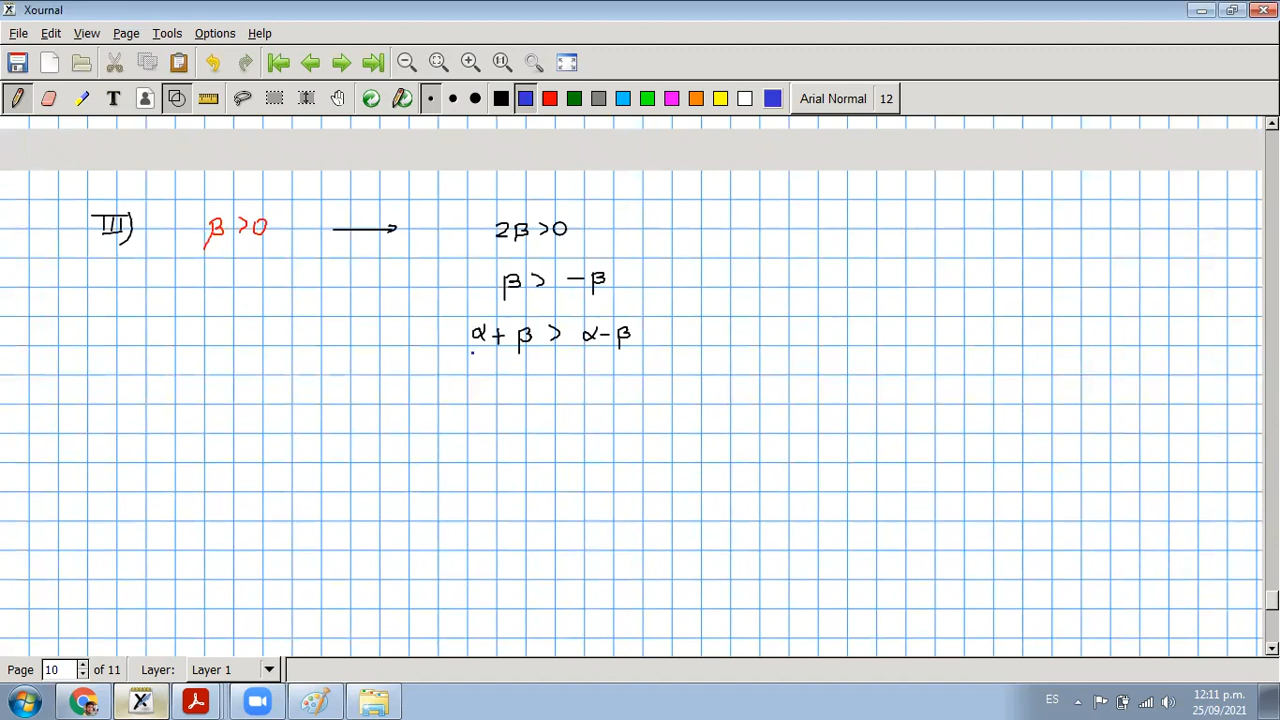 Xournal
File Edit View Page Tools Options Help
Arial Normal 12
III) β > 0 → 2β > 0
β > - β
α + β > α - β
Page 10 of 11 Layer: Layer 1
ES 12:11 p.m.
25/09/2021